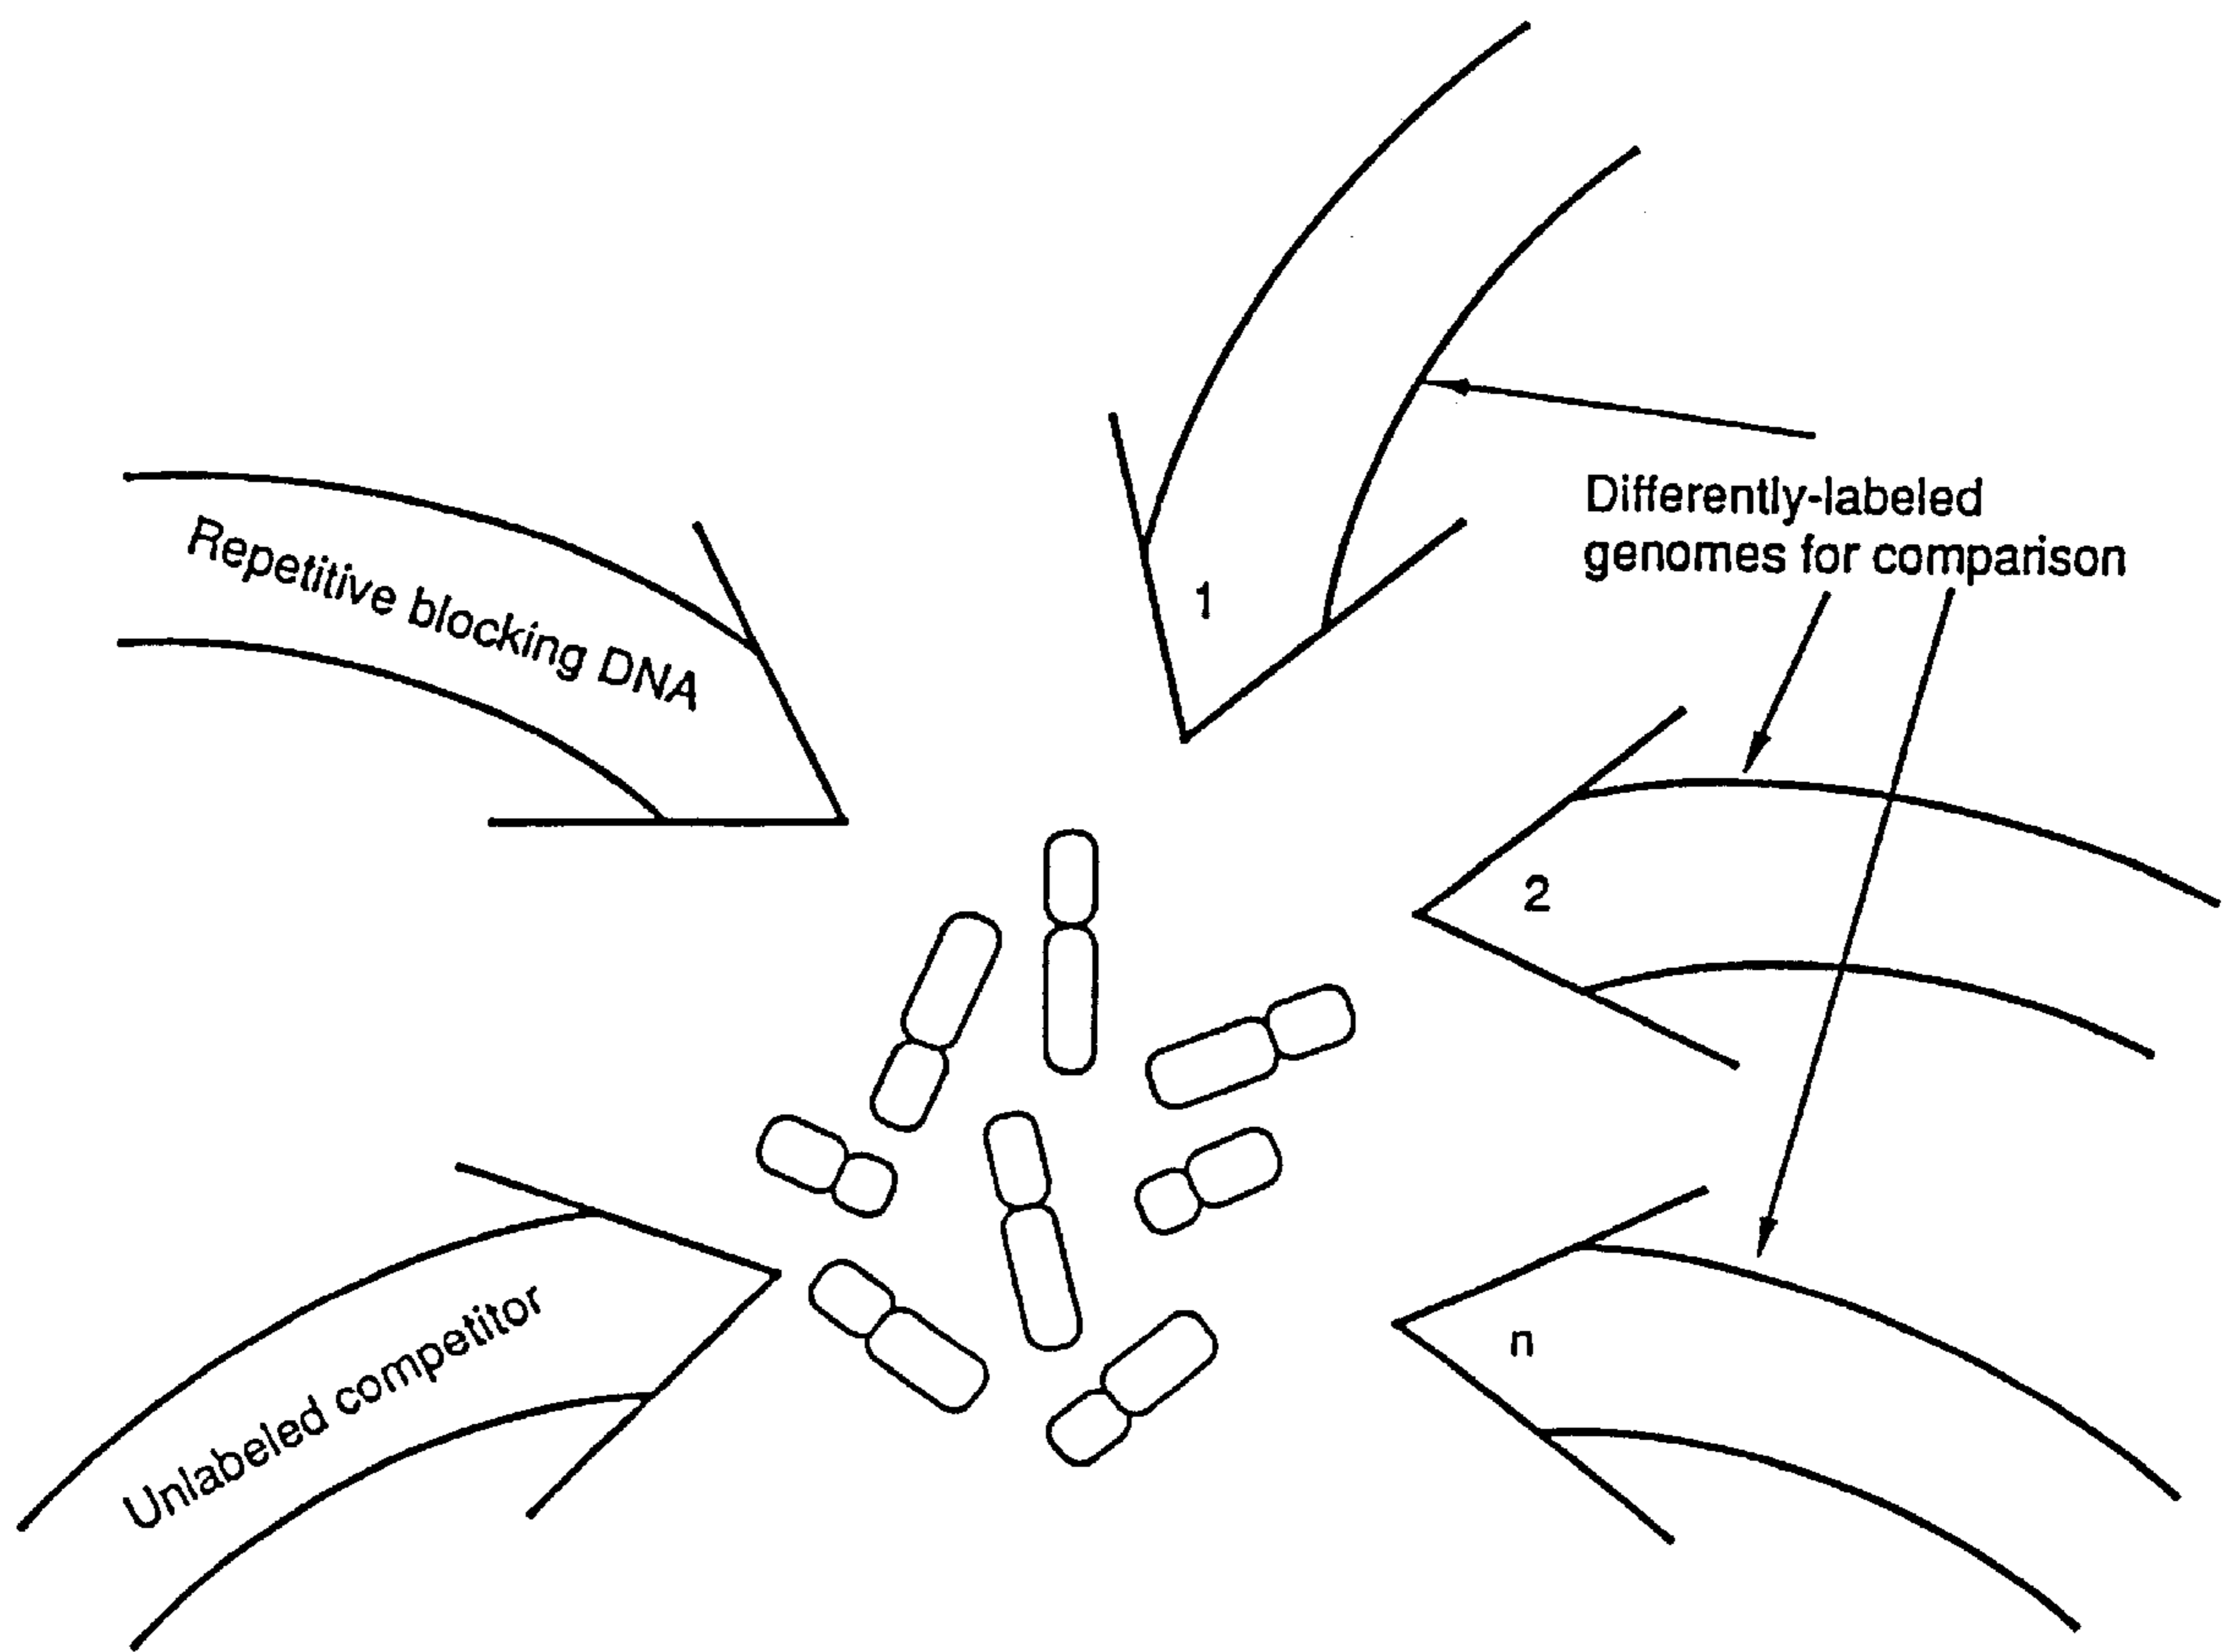 Repetitive blocking DNA
1
Differently-labeled
genomes for comparison
2
Unlabeled competitor
n